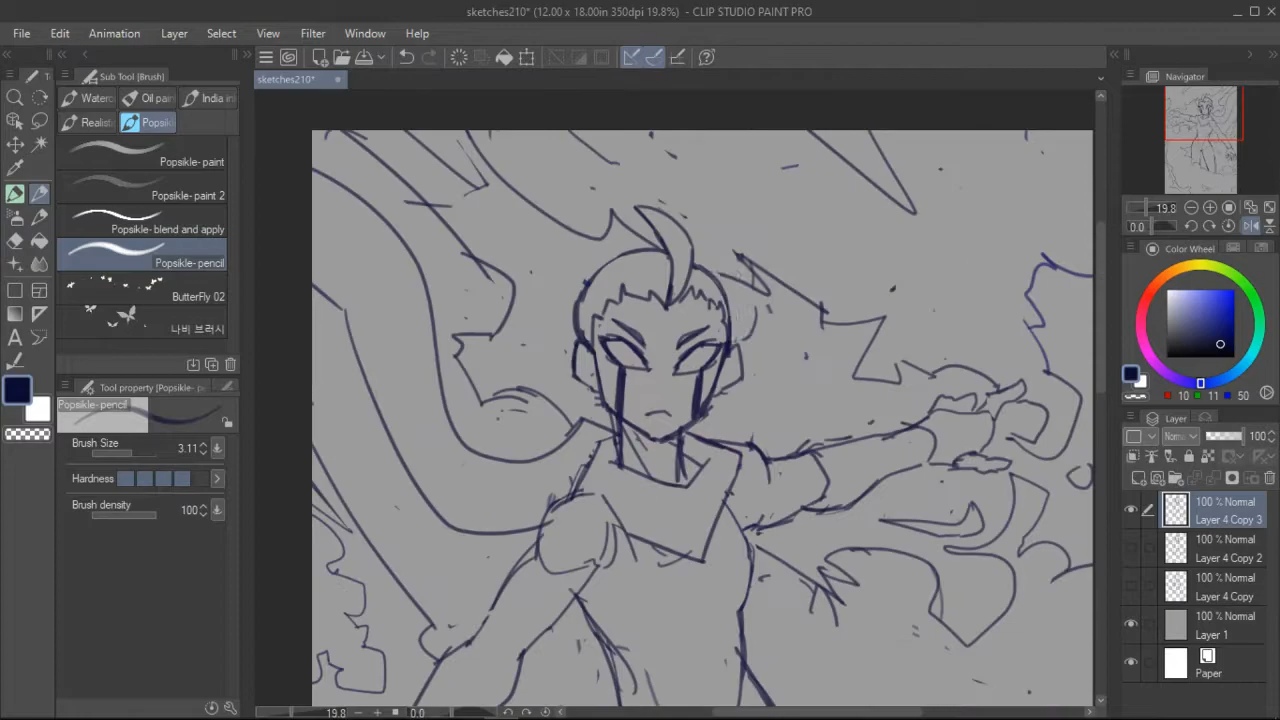 sketches210* (12.00 x 18.00in 350dpi 19.8%) - CLIP STUDIO PAINT PRO
File Edit Animation Layer Select View Filter Window Help
sketches210*
Sub Tool [Brush]
Waterc Oil pain India in
Realist Popsik
Popsikle- paint
Popsikle- paint 2
Popsikle- blend and apply
Popsikle- pencil
ButterFly 02
나비 브러시
Tool property [Popsikle- pe
Popsikle- pencil
Brush Size 3.11
Hardness
Brush density 100
19.8 0.0
Navigator
19.8
0.0
Color Wheel
10 11 50
Layer
Norma 100
100 % Normal
Layer 4 Copy 3
100 % Normal
Layer 4 Copy 2
100 % Normal
Layer 4 Copy
100 % Normal
Layer 1
Paper